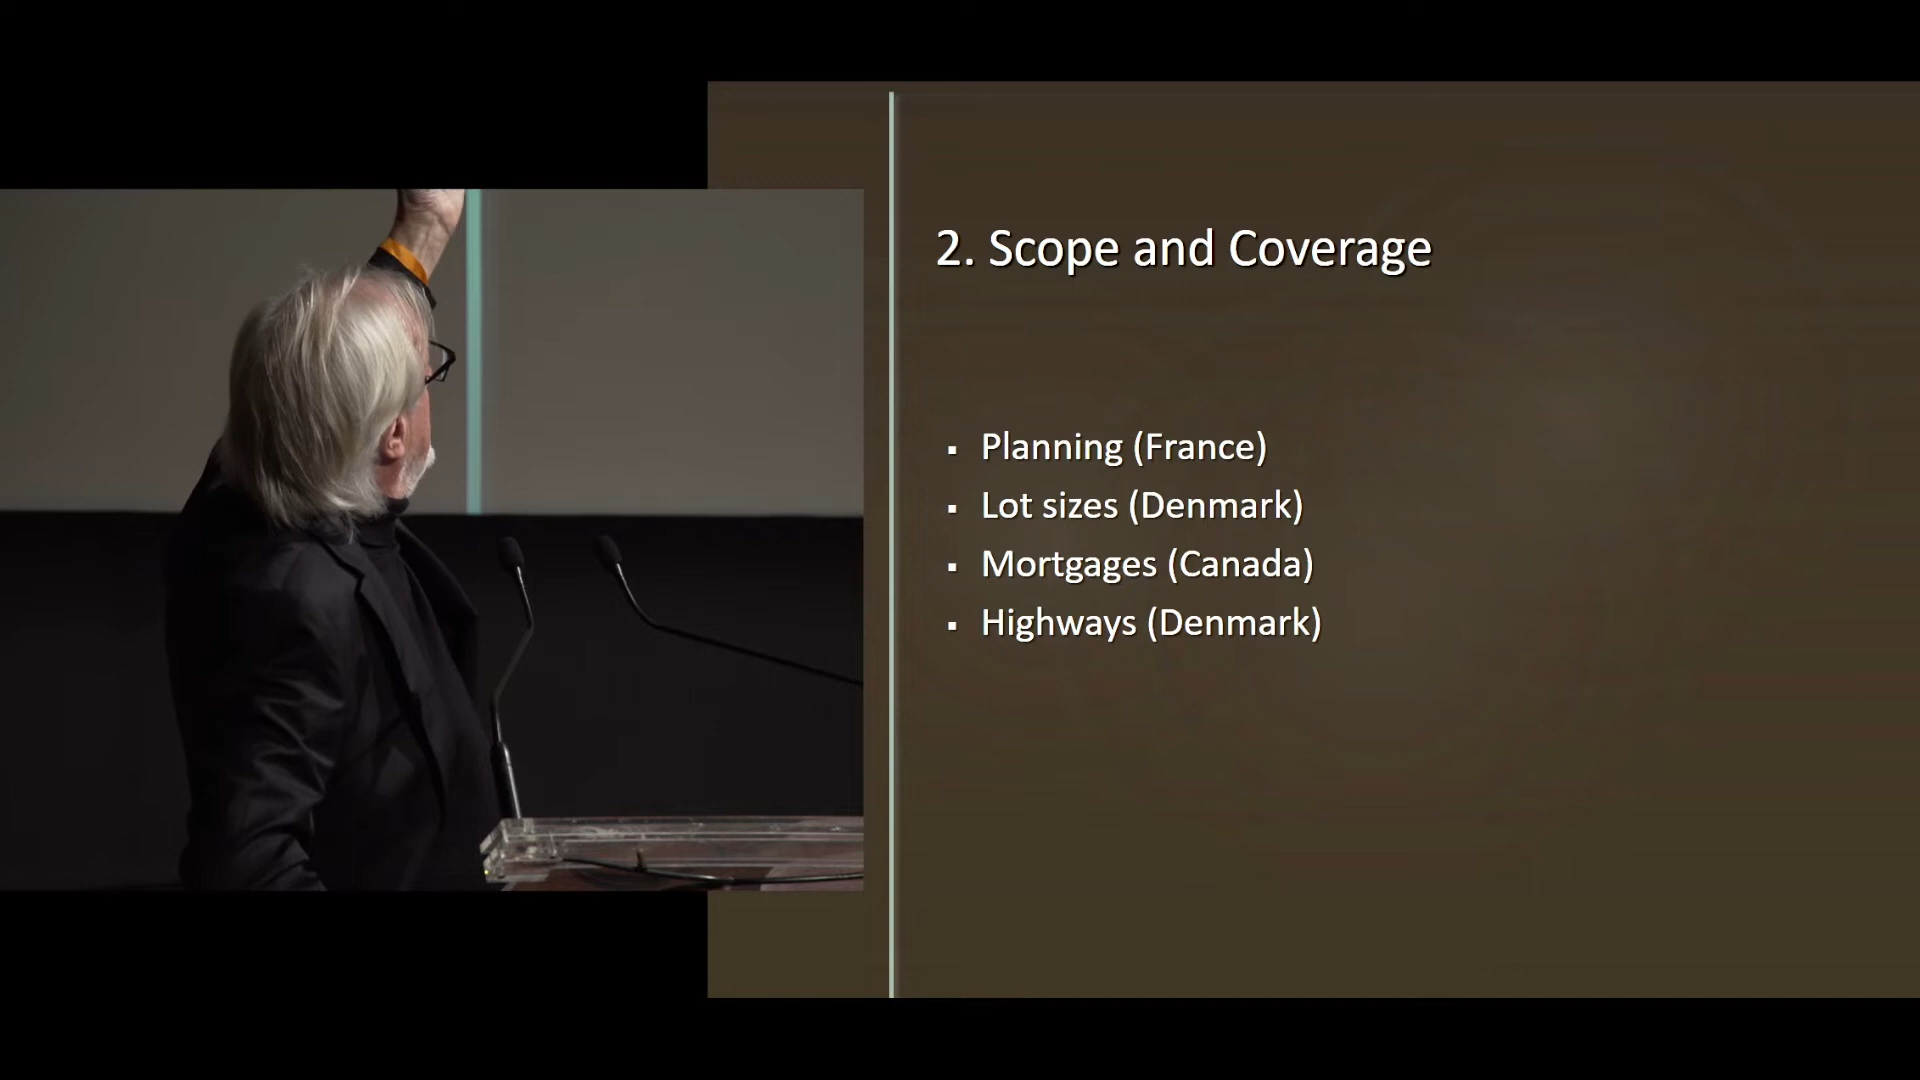 2. Scope and Coverage
▪ Planning (France)
▪ Lot sizes (Denmark)
▪ Mortgages (Canada)
▪ Highways (Denmark)